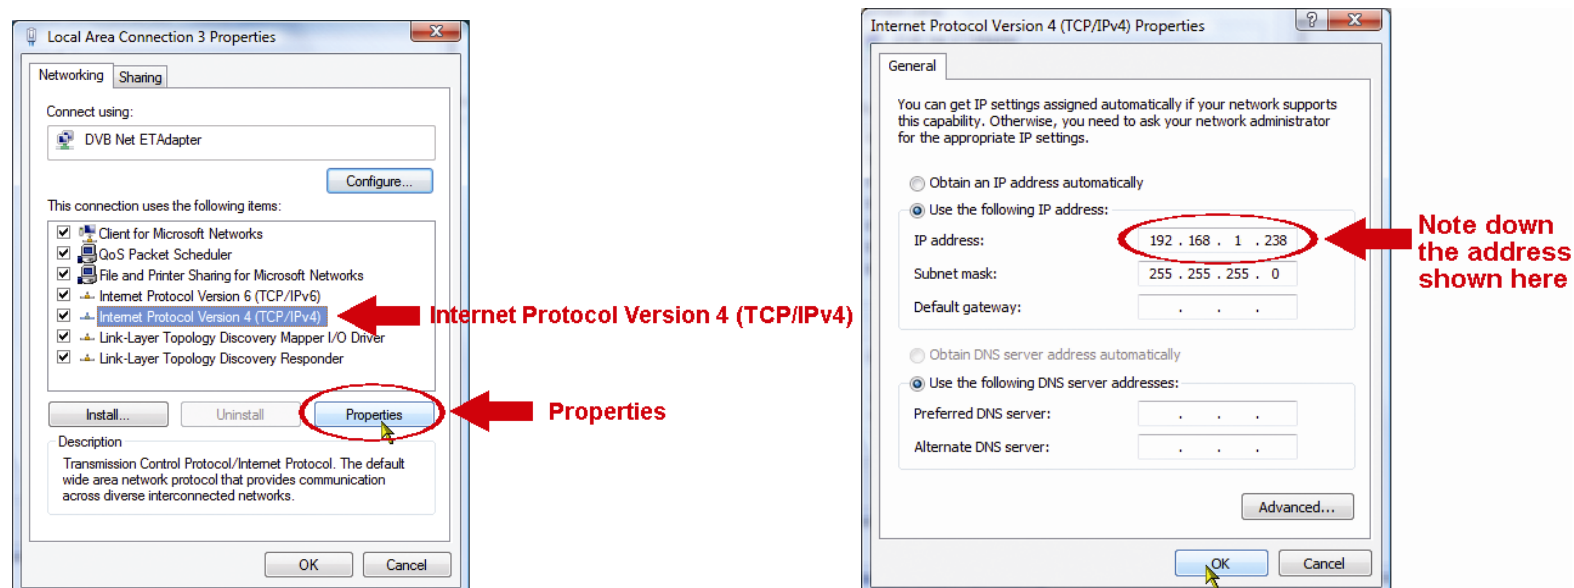 Local Area Connection 3 Properties
Networking
Sharing
Connect using:
DVB Net ETAdapter
Configure...
This connection uses the following items:
Client for Microsoft Networks
QoS Packet Scheduler
File and Printer Sharing for Microsoft Networks
Internet Protocol Version 6 (TCP/IPv6)
Internet Protocol Version 4 (TCP/IPv4)
Link-Layer Topology Discovery Mapper I/O Driver
Link-Layer Topology Discovery Responder
Install...
Uninstall
Properties
Description
Transmission Control Protocol/Internet Protocol. The default
wide area network protocol that provides communication
across diverse interconnected networks.
OK
Cancel
Internet Protocol Version 4 (TCP/IPv4)
Properties
Internet Protocol Version 4 (TCP/IPv4) Properties
General
You can get IP settings assigned automatically if your network supports
this capability. Otherwise, you need to ask your network administrator
for the appropriate IP settings.
Obtain an IP address automatically
Use the following IP address:
IP address: 192 . 168 . 1 . 238
Subnet mask: 255 . 255 . 255 . 0
Default gateway: . . .
Obtain DNS server address automatically
Use the following DNS server addresses:
Preferred DNS server: . . .
Alternate DNS server: . . .
Advanced...
OK
Cancel
Note down
the address
shown here